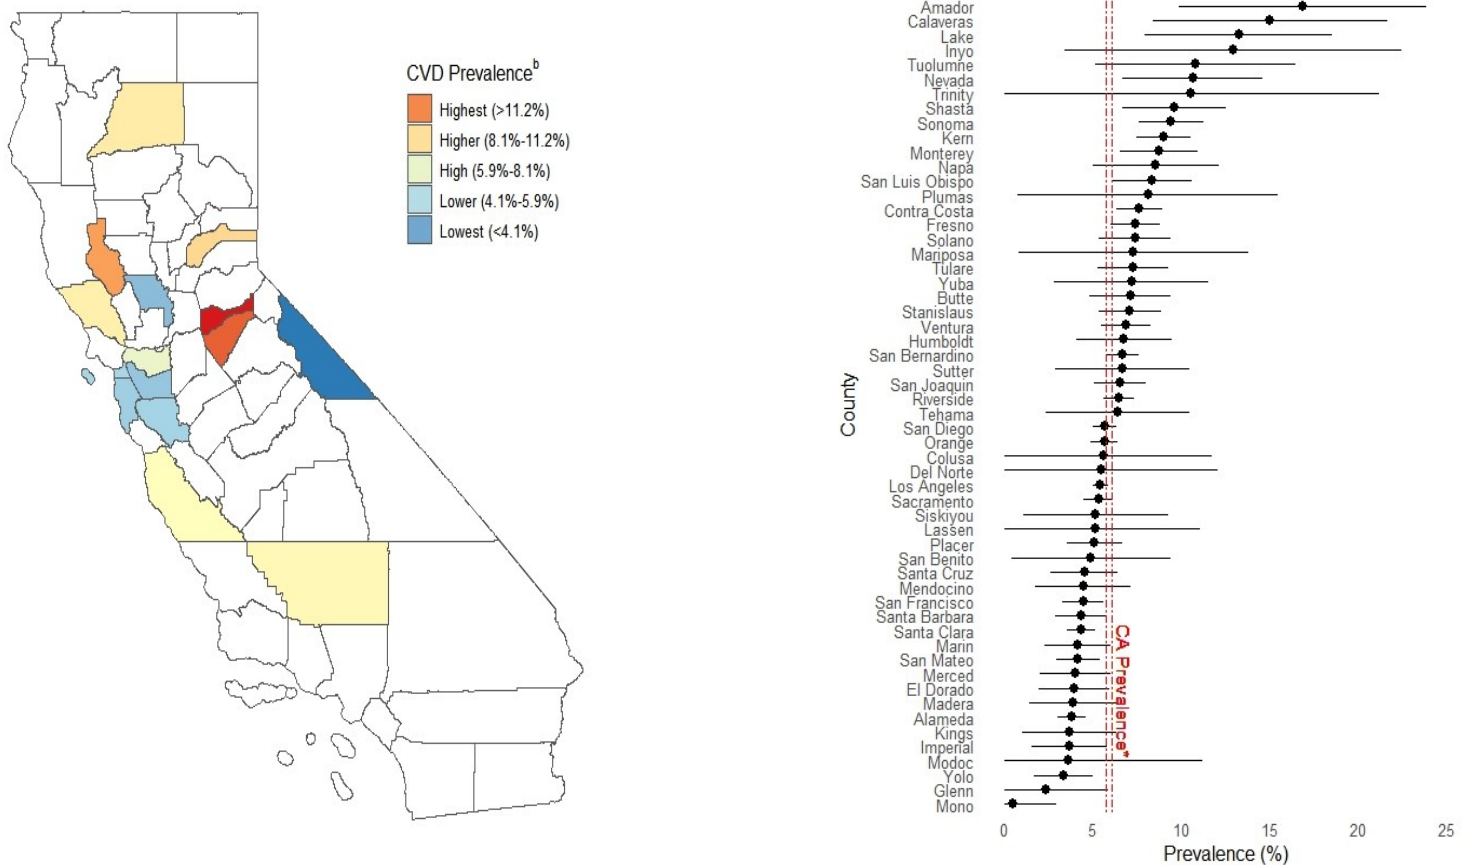 CVD Prevalenceᵇ
Highest (>11.2%)
Higher (8.1%-11.2%)
High (5.9%-8.1%)
Lower (4.1%-5.9%)
Lowest (<4.1%)
County
Amador
Calaveras
Lake
Inyo
Tuolumne
Nevada
Trinity
Shasta
Sonoma
Kern
Monterey
Napa
San Luis Obispo
Plumas
Contra Costa
Fresno
Solano
Mariposa
Tulare
Yuba
Butte
Stanislaus
Ventura
Humboldt
San Bernardino
Sutter
San Joaquin
Riverside
Tehama
San Diego
Orange
Colusa
Del Norte
Los Angeles
Sacramento
Siskiyou
Lassen
Placer
San Benito
Santa Cruz
Mendocino
San Francisco
Santa Barbara
Santa Clara
Marin
San Mateo
Merced
El Dorado
Madera
Alameda
Kings
Imperial
Modoc
Yolo
Glenn
Mono
CA Prevalence*
0 5 10 15 20 25
Prevalence (%)